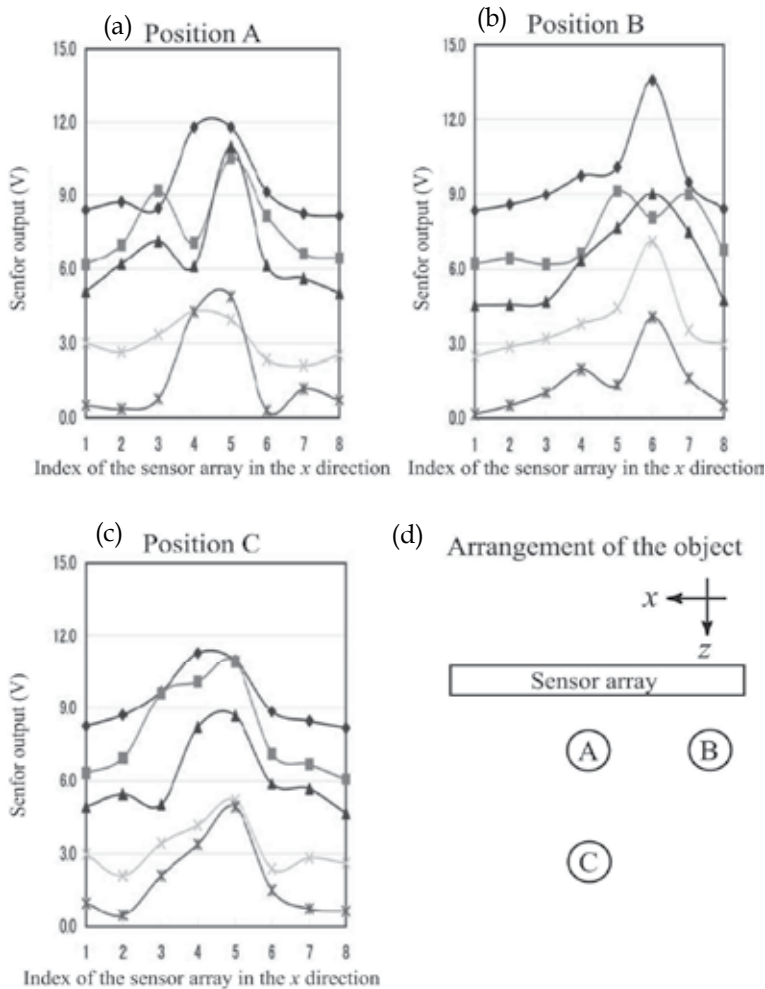 (a) Position A
15.0
12.0
9.0
6.0
3.0
0.0
Senfor output (V)
1 2 3 4 5 6 7 8
Index of the sensor array in the x direction
(b) Position B
15.0
12.0
9.0
6.0
3.0
0.0
Senfor output (V)
1 2 3 4 5 6 7 8
Index of the sensor array in the x direction
(c) Position C
15.0
12.0
9.0
6.0
3.0
0.0
Senfor output (V)
1 2 3 4 5 6 7 8
Index of the sensor array in the x direction
(d) Arrangement of the object
x
z
Sensor array
A
B
C